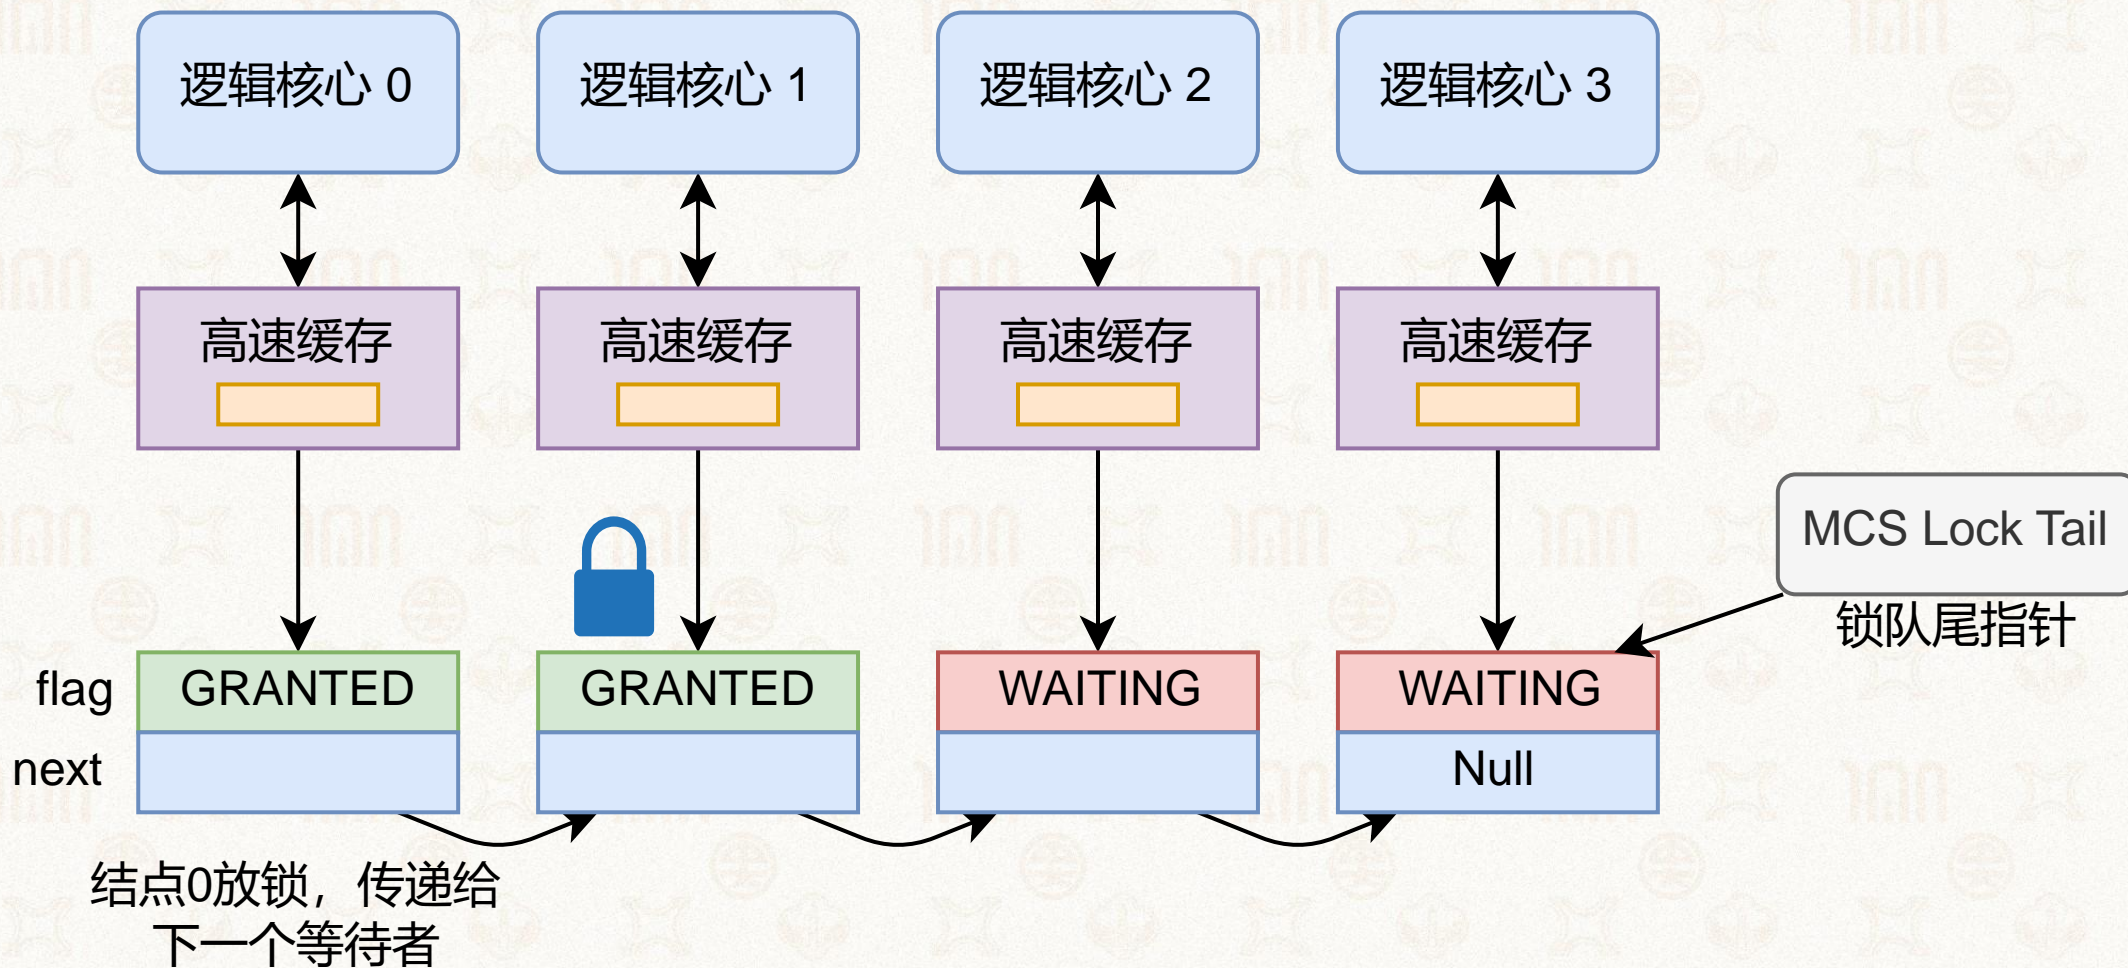 逻辑核心 0
逻辑核心 1
逻辑核心 2
逻辑核心 3
高速缓存
高速缓存
高速缓存
高速缓存
MCS Lock Tail
锁队尾指针
flag
GRANTED
GRANTED
WAITING
WAITING
next
Null
结点0放锁，传递给
下一个等待者